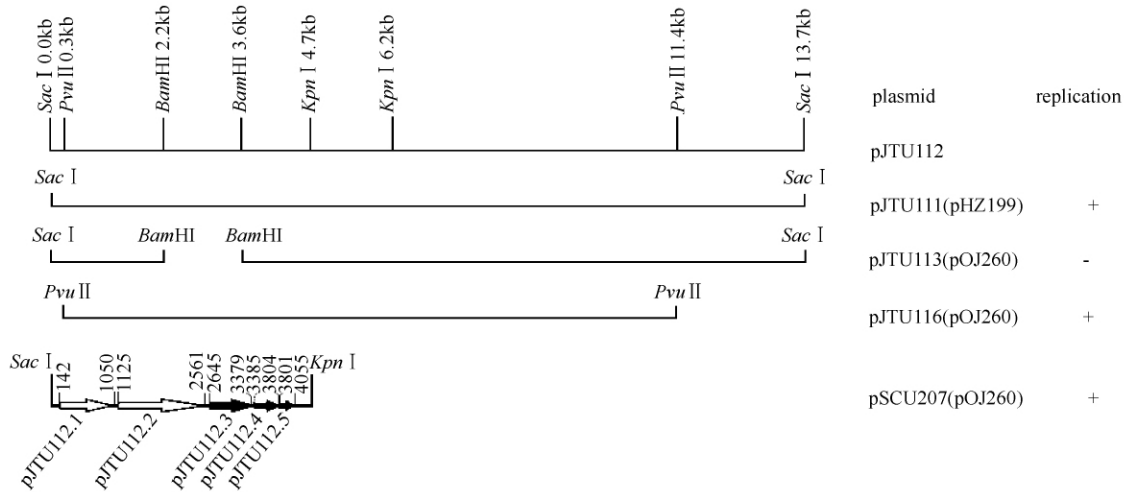 Sac Ⅰ 0.0kb
Pvu Ⅱ 0.3kb
BamHI 2.2kb
BamHI 3.6kb
Kpn Ⅰ 4.7kb
Kpn Ⅰ 6.2kb
Pvu Ⅱ 11.4kb
Sac Ⅰ 13.7kb
plasmid replication
pJTU112
Sac Ⅰ Sac Ⅰ
pJTU111(pHZ199) +
Sac Ⅰ BamHI BamHI Sac Ⅰ
pJTU113(pOJ260) -
Pvu Ⅱ Pvu Ⅱ
pJTU116(pOJ260) +
Sac Ⅰ 142 1050 1125 2561 2645 3379 3385 3804 3801 4055 Kpn Ⅰ
pSCU207(pOJ260) +
pJTU112.1 pJTU112.2 pJTU112.3 pJTU112.4 pJTU112.5